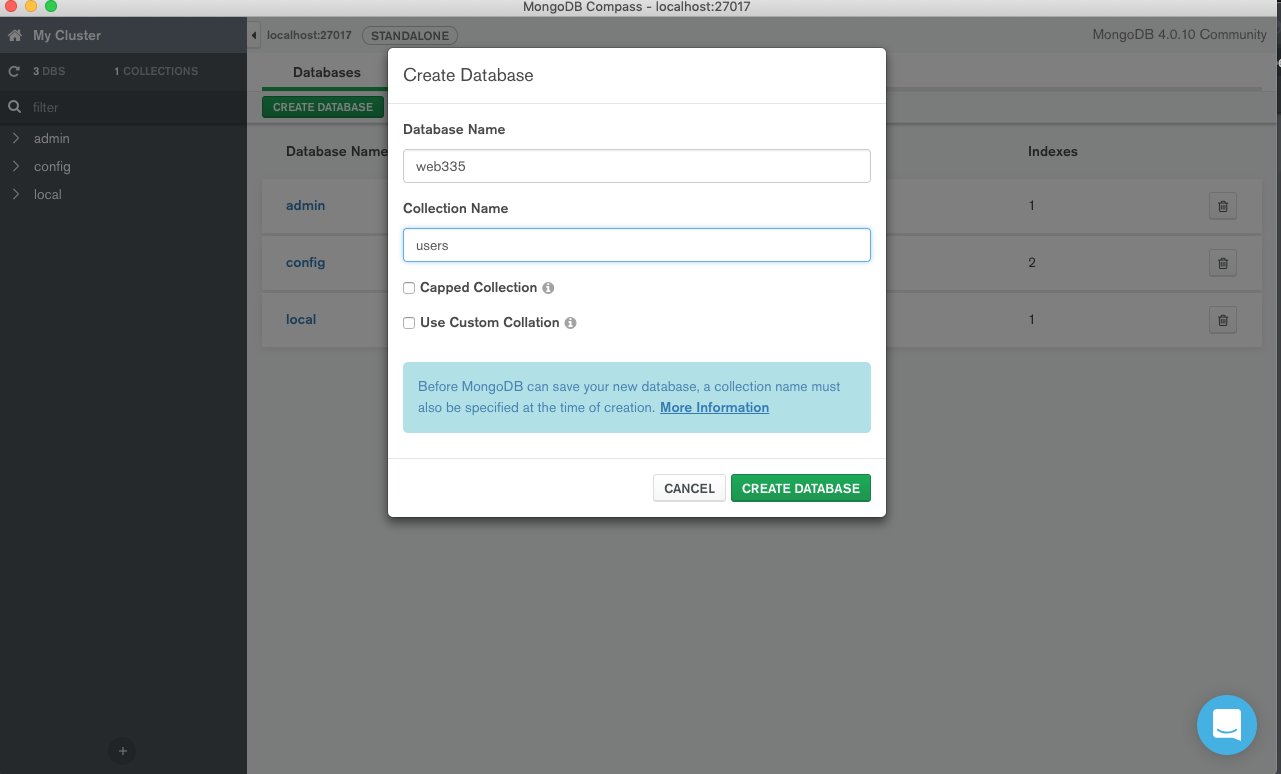 MongoDB Compass - localhost:27017
My Cluster
localhost:27017 STANDALONE MongoDB 4.0.10 Community
3 DBS 1 COLLECTIONS
filter
admin
config
local
Databases
CREATE DATABASE
Database Name Indexes
admin 1
config 2
local 1
Create Database
Database Name
web335
Collection Name
users
Capped Collection
Use Custom Collation
Before MongoDB can save your new database, a collection name must
also be specified at the time of creation. More Information
CANCEL CREATE DATABASE